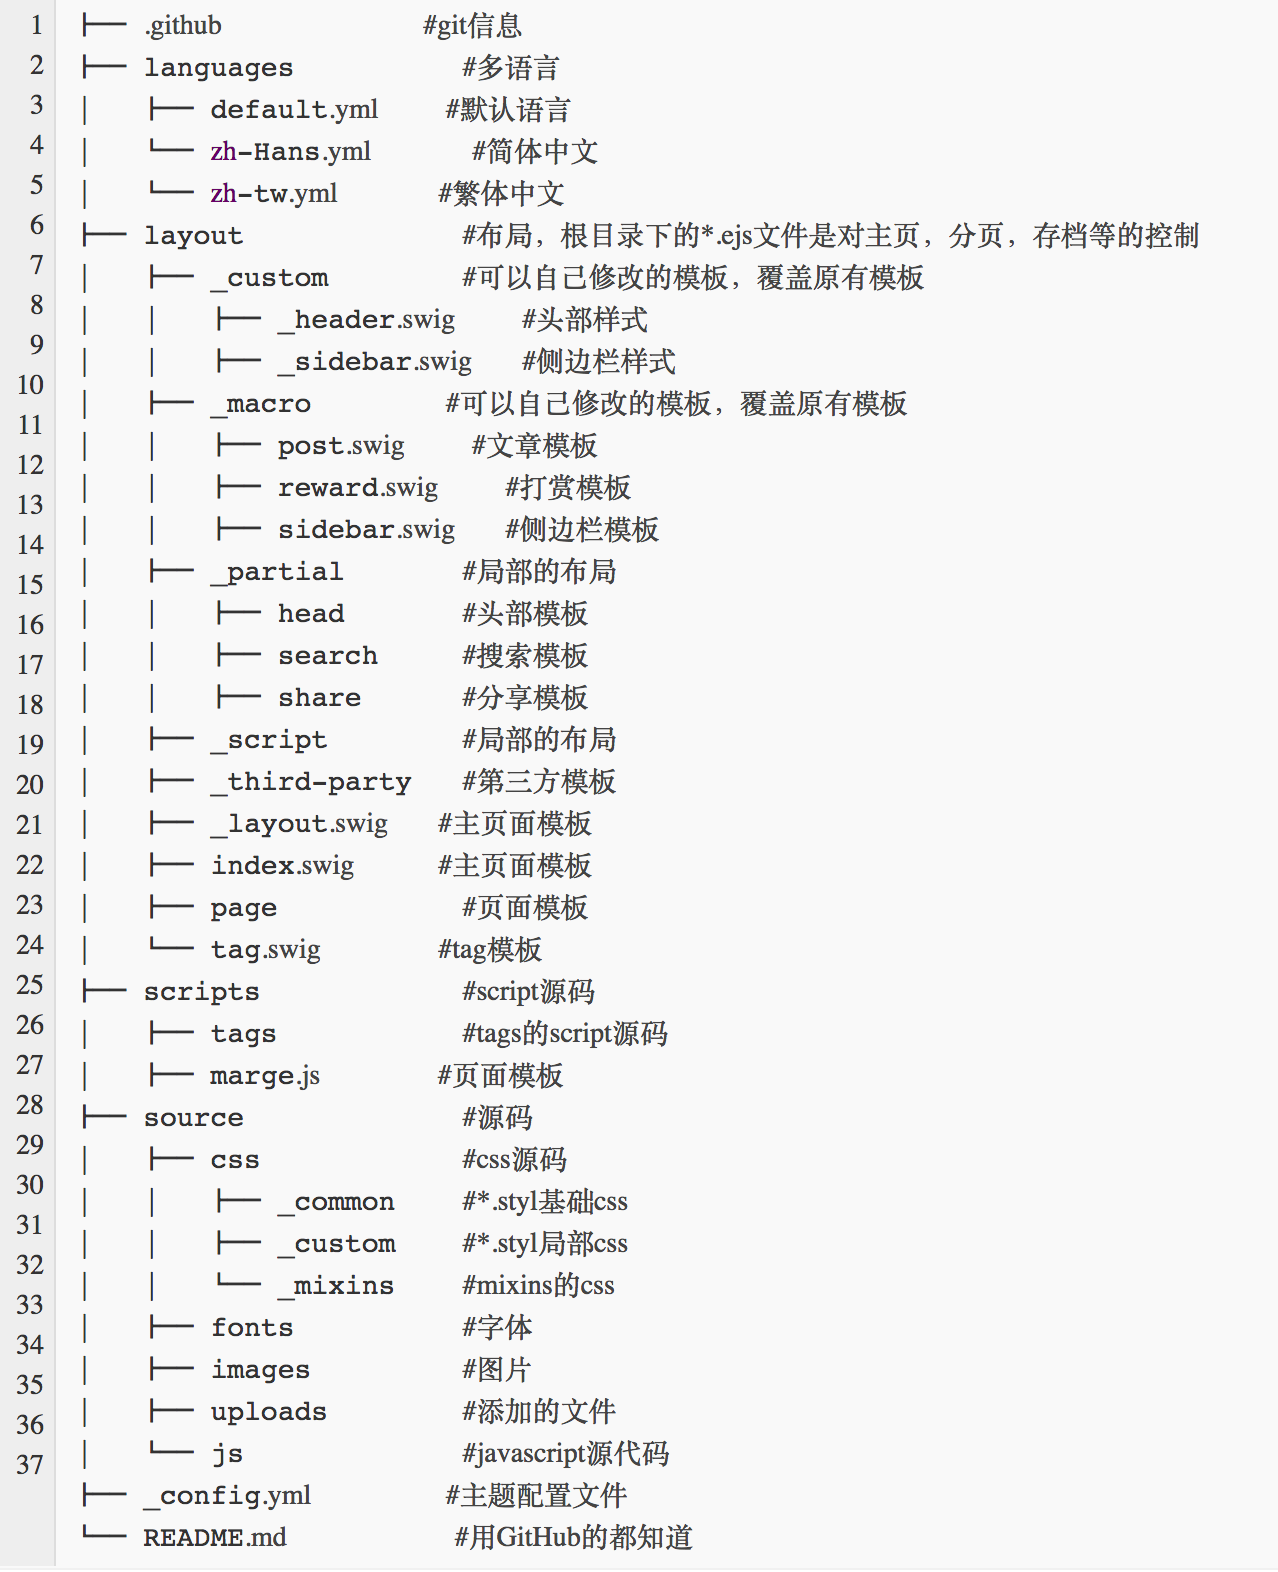 1 ├── .github #git信息
2 ├── languages #多语言
3 │ ├── default.yml #默认语言
4 │ └── zh-Hans.yml #简体中文
5 │ └── zh-tw.yml #繁体中文
6 ├── layout #布局，根目录下的*.ejs文件是对主页，分页，存档等的控制
7 │ ├── _custom #可以自己修改的模板，覆盖原有模板
8 │ │ ├── _header.swig #头部样式
9 │ │ ├── _sidebar.swig #侧边栏样式
10 │ ├── _macro #可以自己修改的模板，覆盖原有模板
11 │ │ ├── post.swig #文章模板
12 │ │ ├── reward.swig #打赏模板
13 │ │ ├── sidebar.swig #侧边栏模板
14 │ ├── _partial #局部的布局
15 │ │ ├── head #头部模板
16 │ │ ├── search #搜索模板
17 │ │ ├── share #分享模板
18 │ ├── _script #局部的布局
19 │ ├── _third-party #第三方模板
20 │ ├── _layout.swig #主页面模板
21 │ ├── index.swig #主页面模板
22 │ ├── page #页面模板
23 │ └── tag.swig #tag模板
24 ├── scripts #script源码
25 │ ├── tags #tags的script源码
26 │ ├── marge.js #页面模板
27 ├── source #源码
28 │ ├── css #css源码
29 │ │ ├── _common #*.styl基础css
30 │ │ ├── _custom #*.styl局部css
31 │ │ └── _mixins #mixins的css
32 │ ├── fonts #字体
33 │ ├── images #图片
34 │ ├── uploads #添加的文件
35 │ └── js #javascript源代码
36 ├── _config.yml #主题配置文件
37 └── README.md #用GitHub的都知道